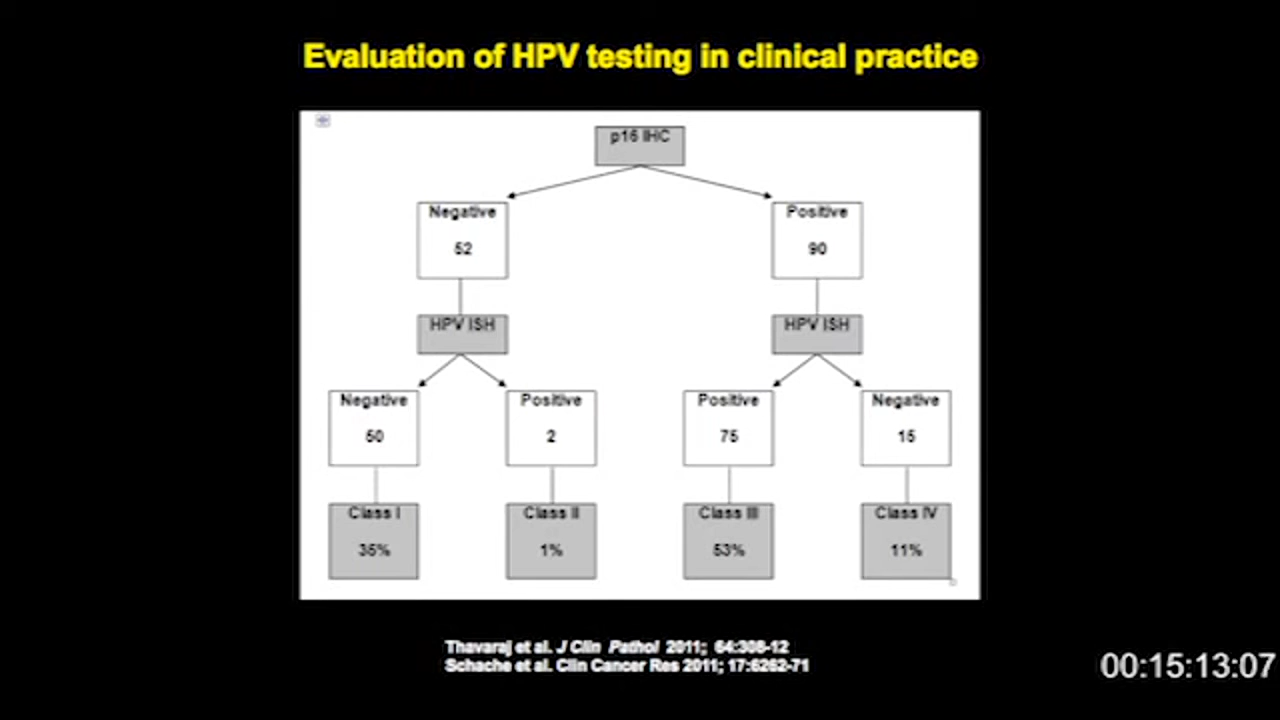 Evaluation of HPV testing in clinical practice
p16 IHC
Negative
52
Positive
90
HPV ISH
HPV ISH
Negative
50
Positive
2
Positive
75
Negative
15
Class I
35%
Class II
1%
Class III
53%
Class IV
11%
Thavaraj et al. J Clin Pathol 2011; 64:308-12
Schache et al. Clin Cancer Res 2011; 17:6262-71
00:15:13:07